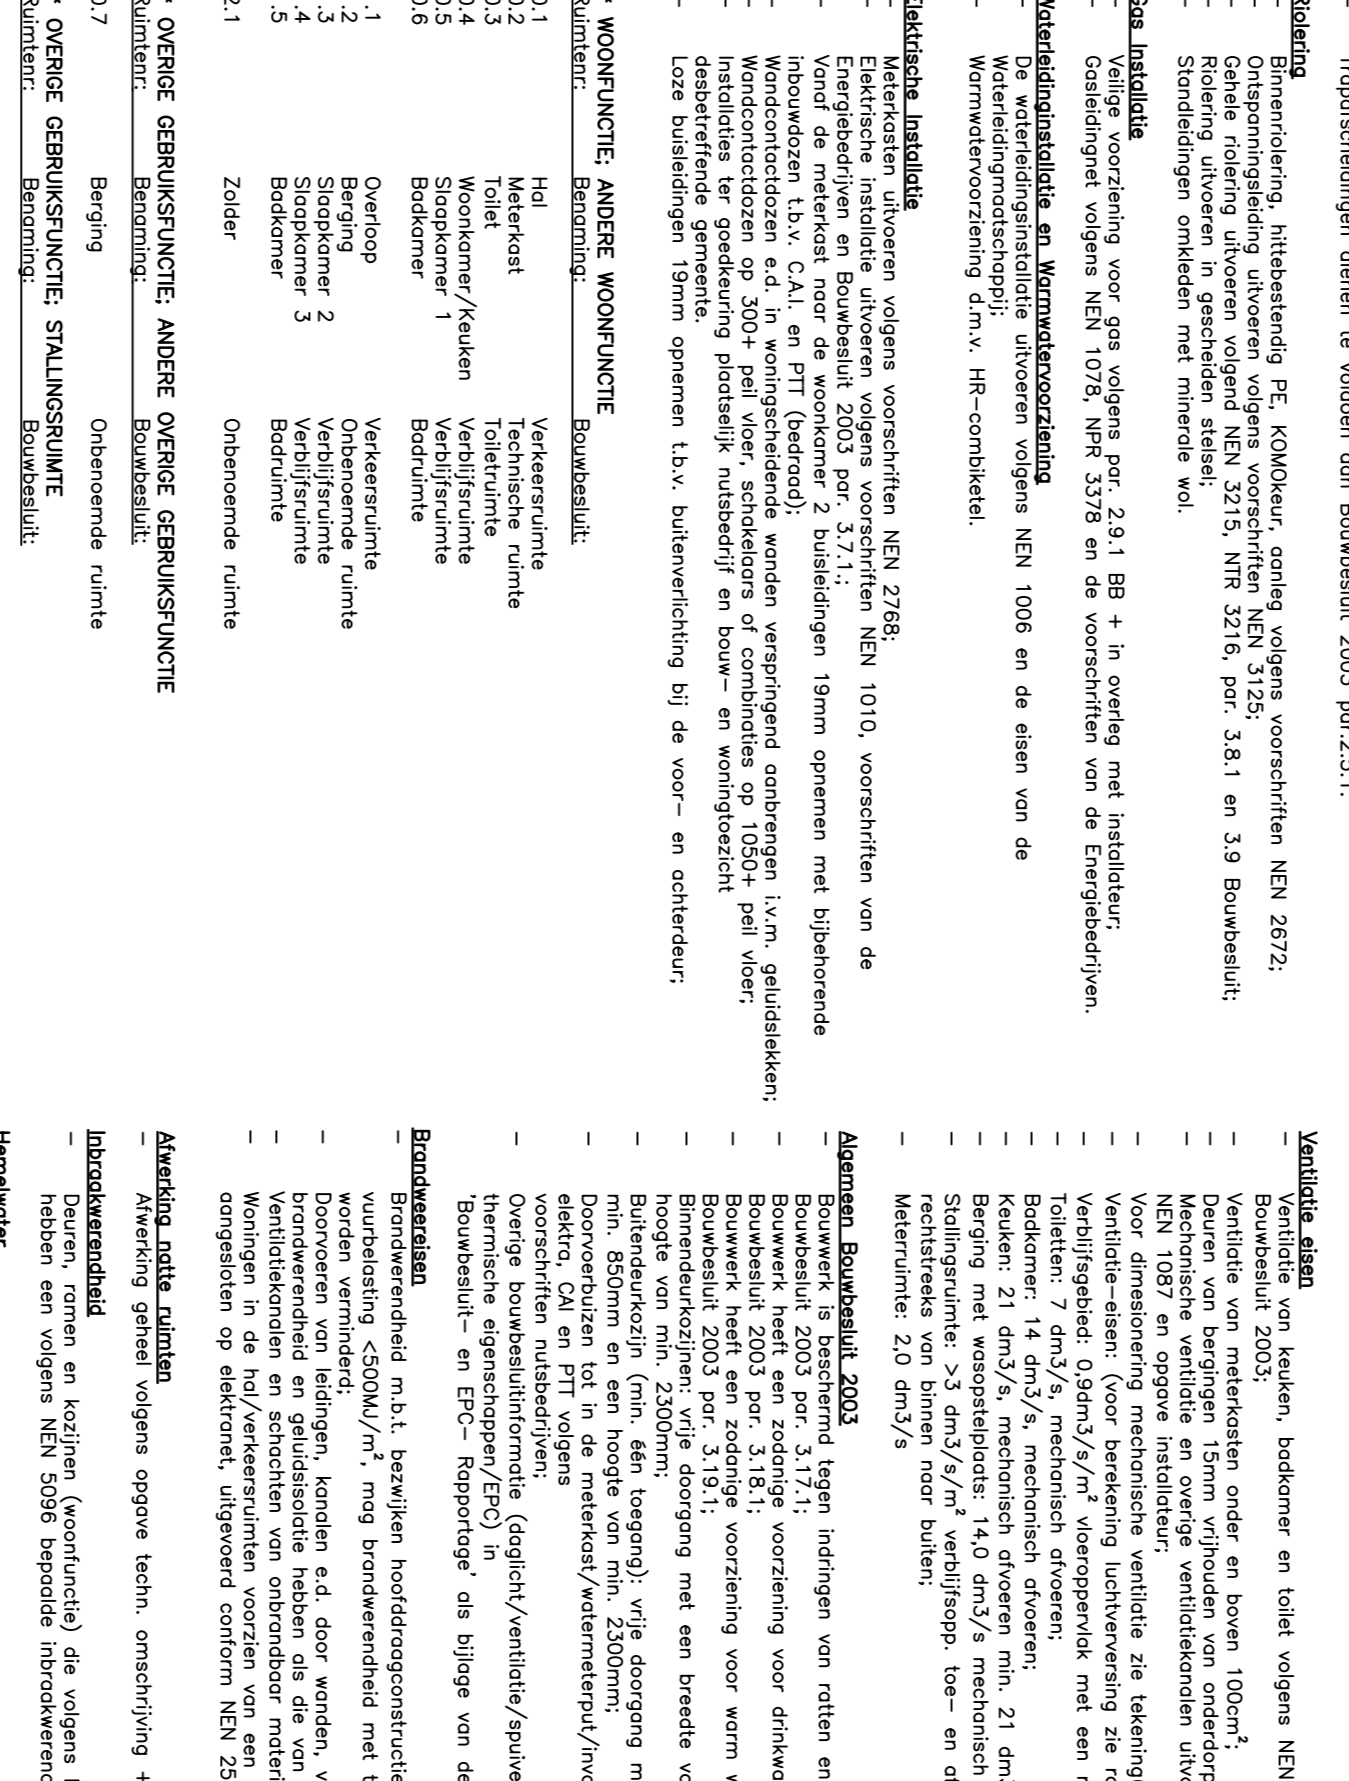 Trapafscheidingen dienen te voldoen aan Bouwbesluit 2003 par.2.3.1.
Riolering
- Binnenriolering, hittebestendig PE, KOMOkeur, aanleg volgens voorschriften NEN 2672;
- Ontspanningsleiding uitvoeren volgens voorschriften NEN 3125;
- Gehele riolering uitvoeren volgend NEN 3215, NTR 3216, par. 3.8.1 en 3.9 Bouwbesluit;
- Riolering uitvoeren in gescheiden stelsel;
- Standleidingen omkleden met minerale wol.
Gas Installatie
- Veilige voorziening voor gas volgens par. 2.9.1 BB + in overleg met installateur;
- Gasleidingnet volgens NEN 1078, NPR 3378 en de voorschriften van de Energiebedrijven.
Waterleidinginstallatie en Warmwatervoorziening
- De waterleidingsinstallatie uitvoeren volgens NEN 1006 en de eisen van de
Waterleidingmaatschappij;
- Warmwatervoorziening d.m.v. HR-combiketel.
Elektrische Installatie
- Meterkasten uitvoeren volgens voorschriften NEN 2768;
- Elektrische installatie uitvoeren volgens voorschriften NEN 1010, voorschriften van de
Energiebedrijven en Bouwbesluit 2003 par. 3.7.1.;
- Vanaf de meterkast naar de woonkamer 2 buisleidingen 19mm opnemen met bijbehorende
inbouwdozen t.b.v. C.A.I. en PTT (bedraad);
- Wandcontactdozen e.d. in woningscheidende wanden verspringend aanbrengen i.v.m. geluidslekken;
- Wandcontactdozen op 300+ peil vloer, schakelaars of combinaties op 1050+ peil vloer;
- Installaties ter goedkeuring plaatselijk nutsbedrijf en bouw- en woningtoezicht
desbetreffende gemeente.
- Loze buisleidingen 19mm opnemen t.b.v. buitenverlichting bij de voor- en achterdeur;
* WOONFUNCTIE; ANDERE WOONFUNCTIE
Ruimtenr: Benaming: Bouwbesluit:
0.1 Hal Verkeersruimte
0.2 Meterkast Technische ruimte
0.3 Toilet Toiletruimte
0.4 Woonkamer/Keuken Verblijfsruimte
0.5 Slaapkamer 1 Verblijfsruimte
0.6 Badkamer Badruimte
.1 Overloop Verkeersruimte
.2 Berging Onbenoemde ruimte
.3 Slaapkamer 2 Verblijfsruimte
.4 Slaapkamer 3 Verblijfsruimte
.5 Badkamer Badruimte
2.1 Zolder Onbenoemde ruimte
* OVERIGE GEBRUIKSFUNCTIE; ANDERE OVERIGE GEBRUIKSFUNCTIE
Ruimtenr: Benaming: Bouwbesluit:
0.7 Berging Onbenoemde ruimte
* OVERIGE GEBRUIKSFUNCTIE; STALLINGSRUIMTE
Ruimtenr: Benaming: Bouwbesluit:
Ventilatie eisen
- Ventilatie van keuken, badkamer en toilet volgens NEN
Bouwbesluit 2003;
- Ventilatie van meterkasten onder en boven 100cm²;
- Deuren van bergingen 15mm vrijhouden van onderdorp
- Mechanische ventilatie en overige ventilatiekanalen uitv
NEN 1087 en opgave installateur;
- Voor dimesionering mechanische ventilatie zie tekening
- Ventilatie-eisen: (voor berekening luchtverversing zie r
- Verblijfsgebied: 0,9dm3/s/m² vloeroppervlak met een
- Toiletten: 7 dm3/s, mechanisch afvoeren;
- Badkamer: 14 dm3/s, mechanisch afvoeren;
- Keuken: 21 dm3/s, mechanisch afvoeren min. 21 dm
- Berging met wasopstelplaats: 14,0 dm3/s mechanisch
- Stallingsruimte: >3 dm3/s/m² verblijfsopp. toe- en af
rechtstreeks van binnen naar buiten;
- Meterruimte: 2,0 dm3/s
Algemeen Bouwbesluit 2003
- Bouwwerk is beschermd tegen indringen van ratten en
Bouwbesluit 2003 par. 3.17.1;
- Bouwwerk heeft een zodanige voorziening voor drinkwa
Bouwbesluit 2003 par. 3.18.1;
- Bouwwerk heeft een zodanige voorziening voor warm w
Bouwbesluit 2003 par. 3.19.1;
- Binnendeurkozijnen: vrije doorgang met een breedte v
hoogte van min. 2300mm;
- Buitendeurkozijn (min. één toegang): vrije doorgang m
min. 850mm en een hoogte van min. 2300mm;
- Doorvoerbuizen tot in de meterkast/watermeterput/invo
elektra, CAI en PTT volgens
voorschriften nutsbedrijven;
- Overige bouwbesluitinformatie (daglicht/ventilatie/spuive
thermische eigenschappen/EPC) in
'Bouwbesluit- en EPC- Rapportage' als bijlage van de
Brandweereisen
- Brandwerendheid m.b.t. bezwijken hoofddraagconstructie
vuurbelasting <500MJ/m², mag brandwerendheid met
worden verminderd;
- Doorvoeren van leidingen, kanalen e.d. door wanden, v
brandwerendheid en geluidsisolatie hebben als die van
- Ventilatiekanalen en schachten van onbrandbaar materi
- Woningen in de hal/verkeersruimten voorzien van een
aangesloten op elektranet, uitgevoerd conform NEN 25
Afwerking natte ruimten
- Afwerking geheel volgens opgave techn. omschrijving +
Inbraakwerendheid
- Deuren, ramen en kozijnen (woonfunctie) die volgens
hebben een volgens NEN 5096 bepaalde inbraakwerend
Hemelwater